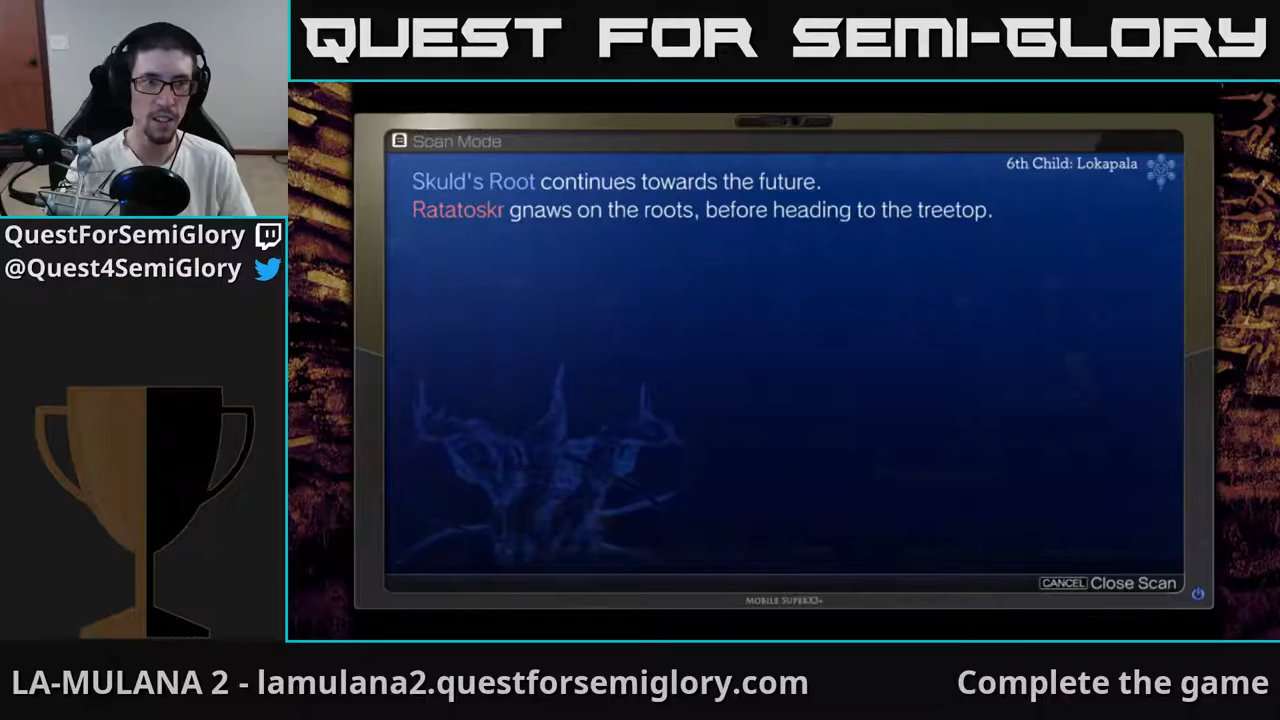 QUEST FOR SEMI-GLORY
Scan Mode
6th Child: Lokapala
Skuld's Root continues towards the future.
Ratatoskr gnaws on the roots, before heading to the treetop.
QuestForSemiGlory
@Quest4SemiGlory
CANCEL Close Scan
MOBILE SUPERX3+
LA-MULANA 2 - lamulana2.questforsemiglory.com
Complete the game